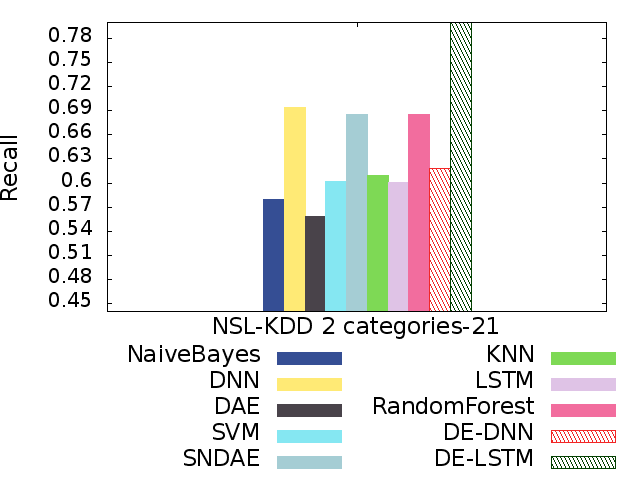 0.78
0.75
0.72
0.69
0.66
0.63
0.6
0.57
0.54
0.51
0.48
0.45
Recall
NSL-KDD 2 categories-21
NaiveBayes
DNN
DAE
SVM
SNDAE
KNN
LSTM
RandomForest
DE-DNN
DE-LSTM